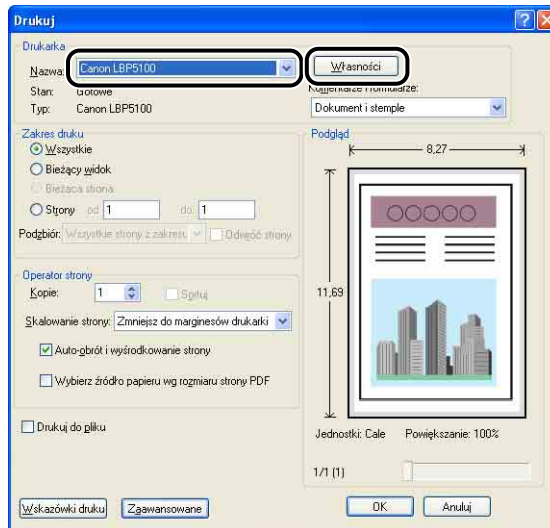 Drukuj
Drukarka
Nazwa: Canon LBP5100 Własności
Stan: Gotowe Komentarze i formularze:
Typ: Canon LBP5100 Dokument i stemple
Zakres druku
Wszystkie
Bieżący widok
Bieżąca strona
Strony od 1 do: 1
Podzbiór: Wszystkie strony z zakresu Odwróć strony
Operator strony
Kopie: 1 Sortuj
Skalowanie strony: Zmniejsz do marginesów drukarki
Auto-obrót i wyśrodkowanie strony
Wybierz źródło papieru wg rozmiaru strony PDF
Drukuj do pliku
Podgląd
8,27
11,69
Jednostki: Cale Powiększanie: 100%
1/1 (1)
Wskazówki druku Zaawansowane OK Anuluj